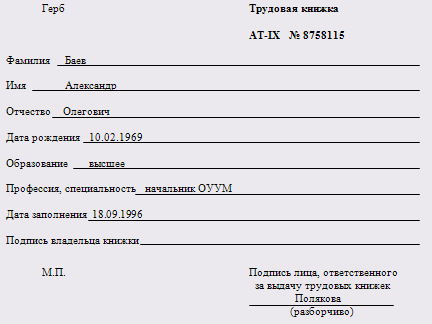 Герб Трудовая книжка
АТ-IX № 8758115
Фамилия Баев
Имя Александр
Отчество Олегович
Дата рождения 10.02.1969
Образование высшее
Профессия, специальность начальник ОУУМ
Дата заполнения 18.09.1996
Подпись владельца книжки
М.П. Подпись лица, ответственного
за выдачу трудовых книжек
Полякова
(разборчиво)